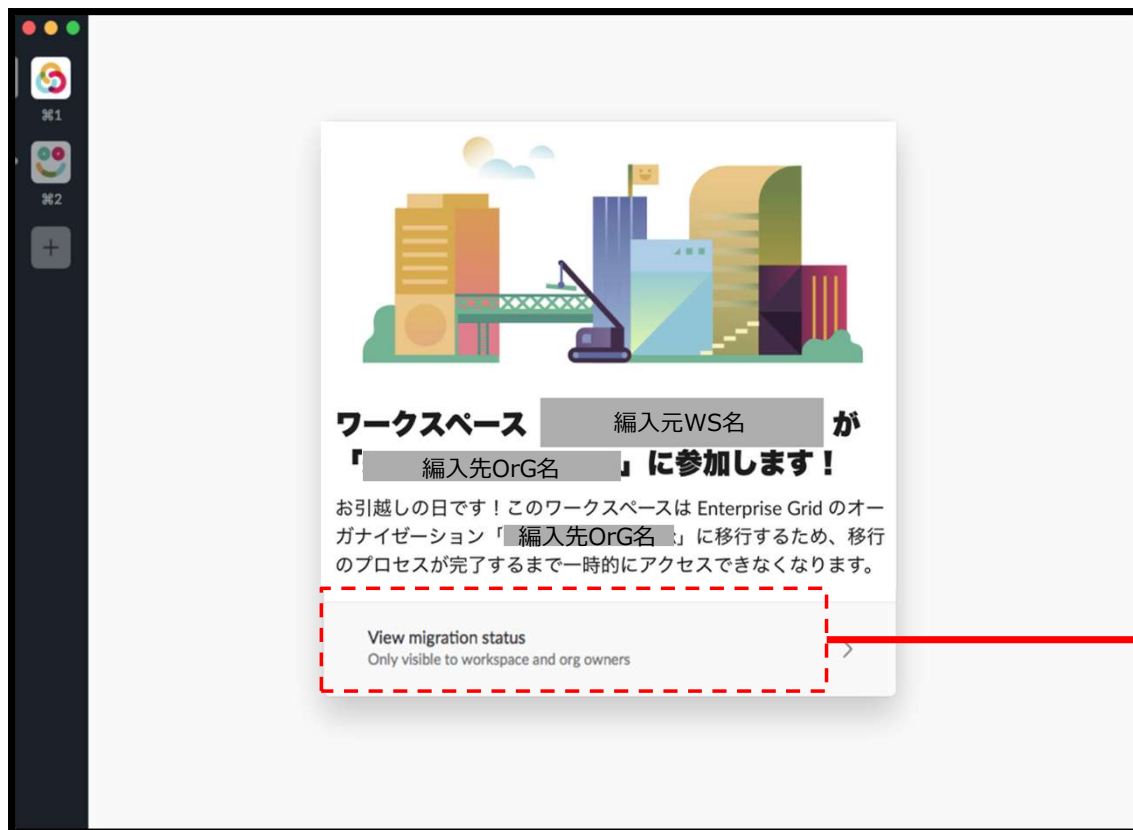 ⌘1
⌘2
ワークスペース 編入元WS名 が
「 編入先OrG名 」に参加します！
お引越しの日です！このワークスペースは Enterprise Grid のオー
ガナイゼーション「 編入先OrG名 」に移行するため、移行
のプロセスが完了するまで一時的にアクセスできなくなります。
View migration status
Only visible to workspace and org owners